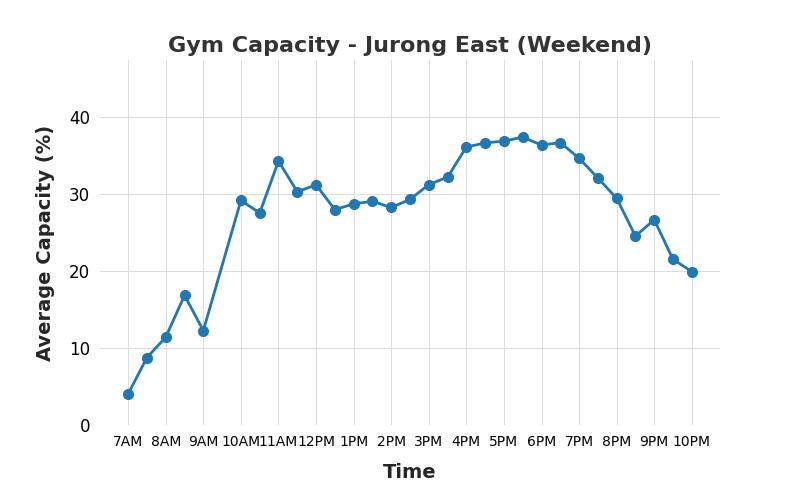 Gym Capacity - Jurong East (Weekend)
Average Capacity (%)
40
30
20
10
0
7AM 8AM 9AM 10AM 11AM 12PM 1PM 2PM 3PM 4PM 5PM 6PM 7PM 8PM 9PM 10PM
Time